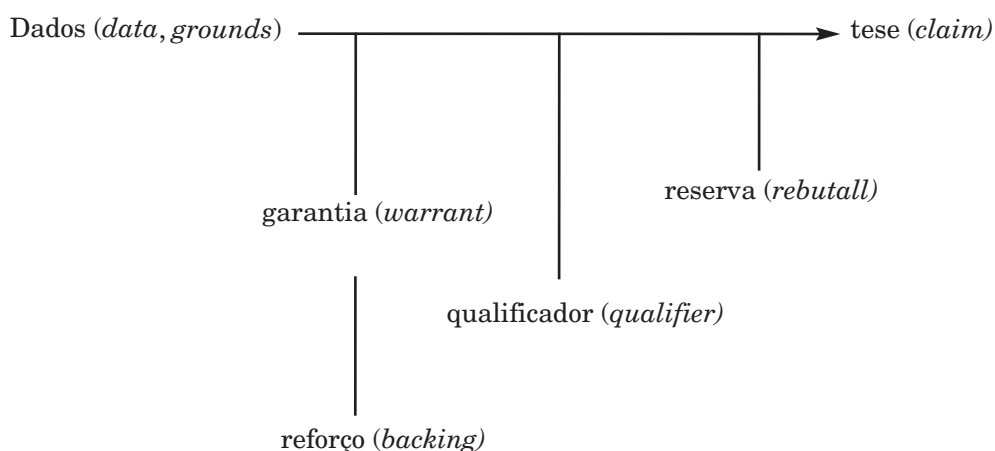 Dados (data, grounds)
tese (claim)
reserva (rebutall)
garantia (warrant)
qualificador (qualifier)
reforço (backing)